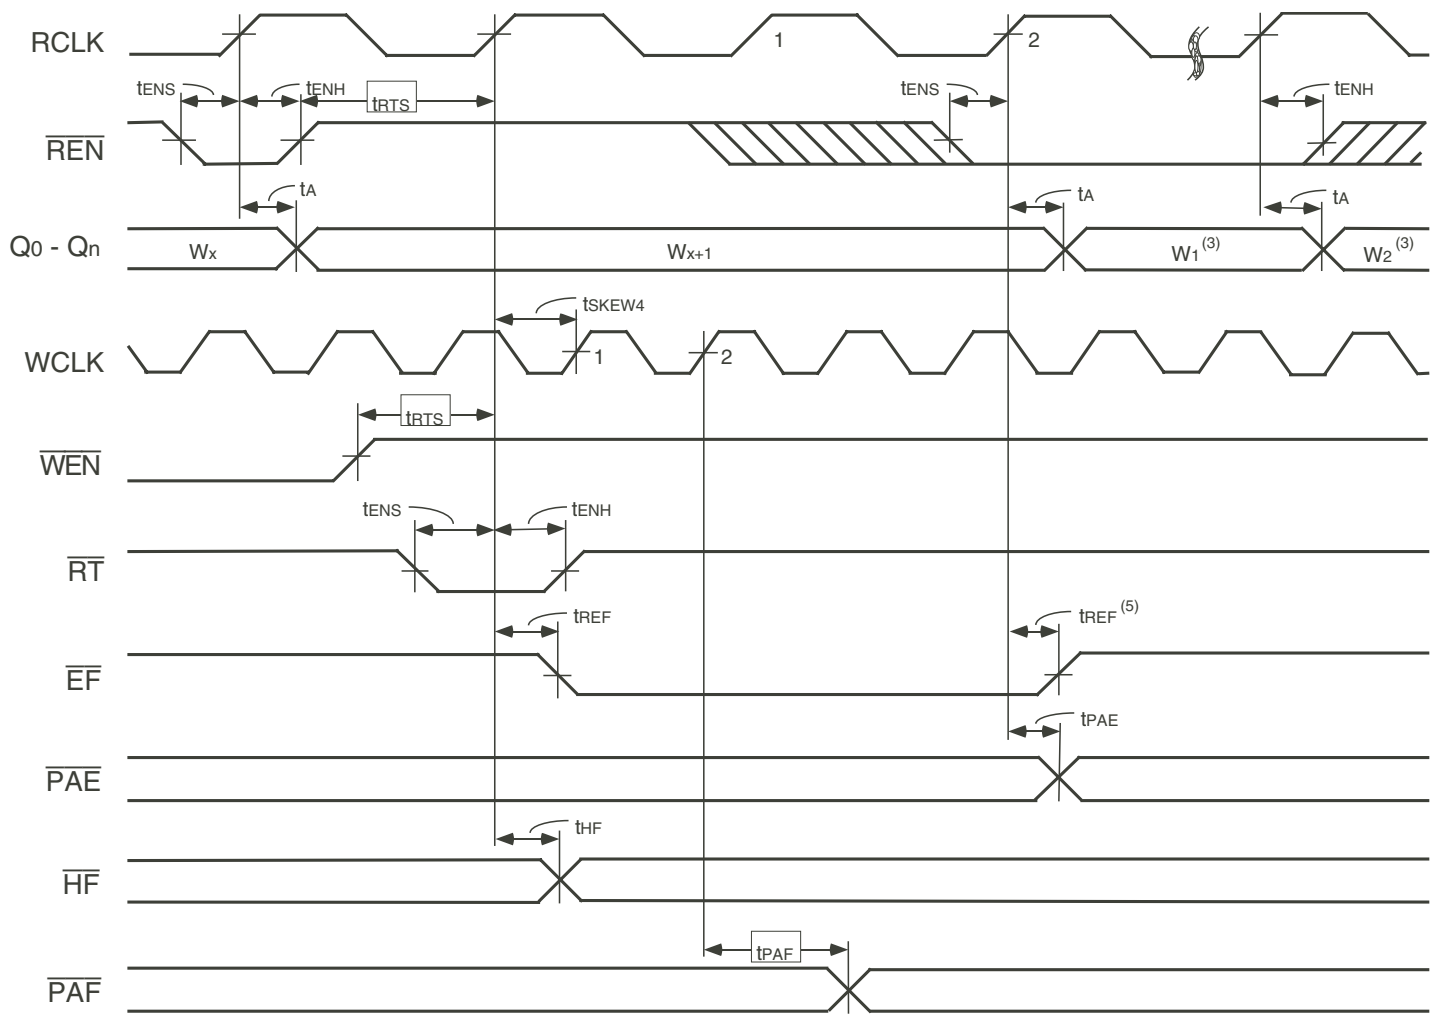 RCLK 1 2
tENS tENH tRTS tENS tENH
REN
tA tA tA
Q0 - Qn Wx Wx+1 W1(3) W2(3)
tSKEW4
WCLK 1 2
tRTS
WEN
tENS tENH
RT
tREF tREF(5)
EF
tPAE
PAE
tHF
HF
tPAF
PAF